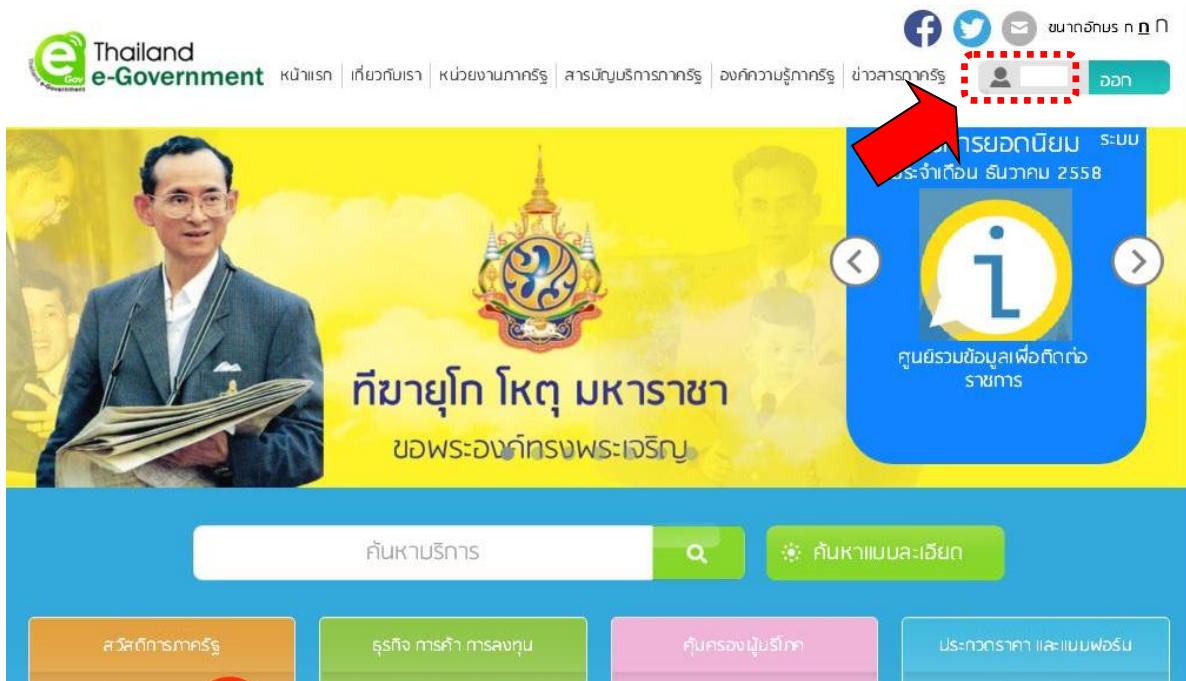 ขนาดอักษร ก ก ก
Thailand
e-Government
e
Gov
หน้าแรก เกี่ยวกับเรา หน่วยงานภาครัฐ สารบัญบริการภาครัฐ องค์ความรู้ภาครัฐ ข่าวสารภาครัฐ
ออก
ระบบ
ยอดนิยม
ประจำเดือน ธันวาคม 2558
i
ศูนย์รวมข้อมูลเพื่อติดต่อ
ราชการ
ทีฆายุโก โหตุ มหาราชา
ขอพระองค์ทรงพระเจริญ
ค้นหาบริการ
ค้นหาแบบละเอียด
สวัสดิการภาครัฐ
ธุรกิจ การค้า การลงทุน
คุ้มครองผู้บริโภค
ประกวดราคา และแบบฟอร์ม